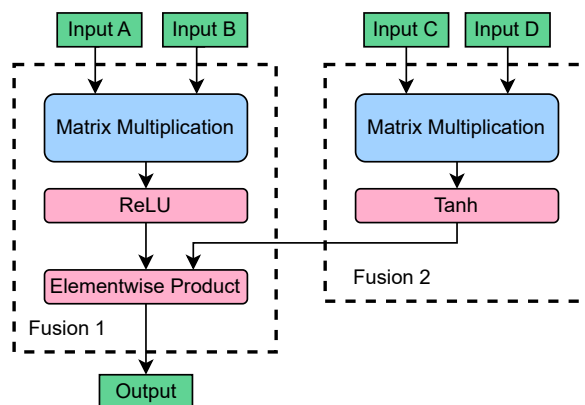 Input A
Input B
Input C
Input D
Matrix Multiplication
Matrix Multiplication
ReLU
Tanh
Elementwise Product
Fusion 1
Fusion 2
Output